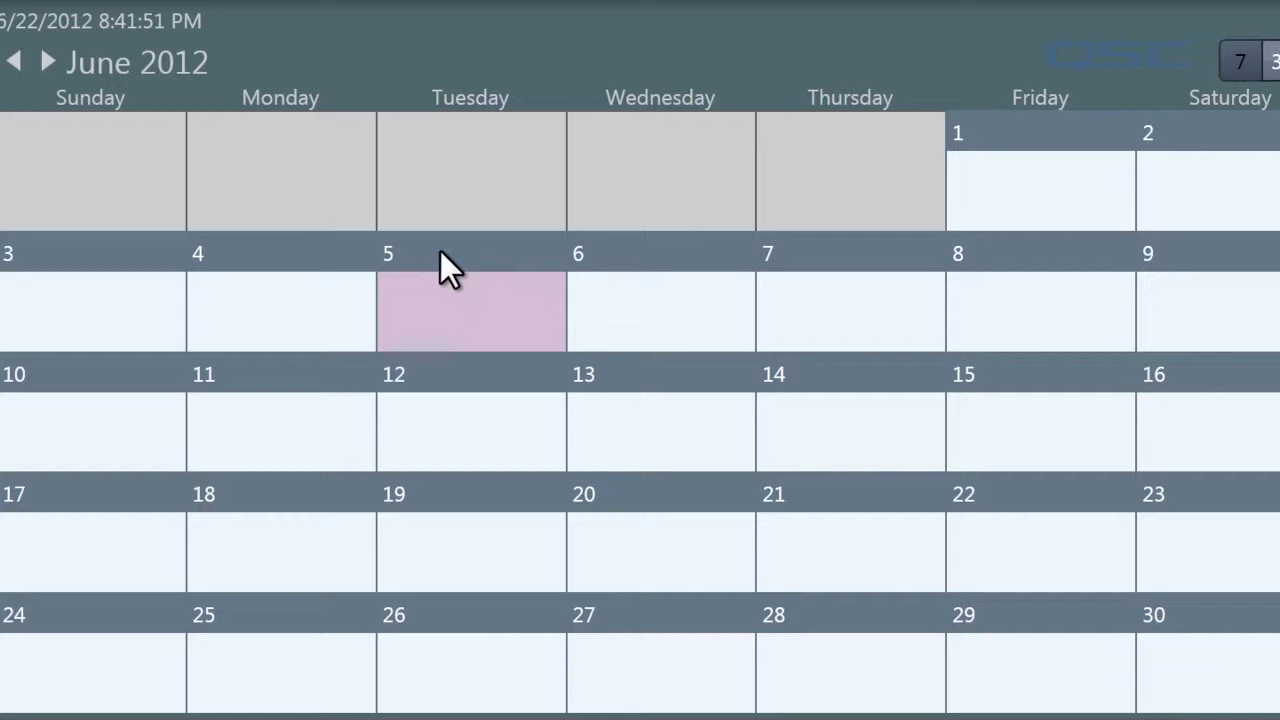 6/22/2012 8:41:51 PM
June 2012
QSC
7 3
Sunday Monday Tuesday Wednesday Thursday Friday Saturday
1 2
3 4 5 6 7 8 9
10 11 12 13 14 15 16
17 18 19 20 21 22 23
24 25 26 27 28 29 30